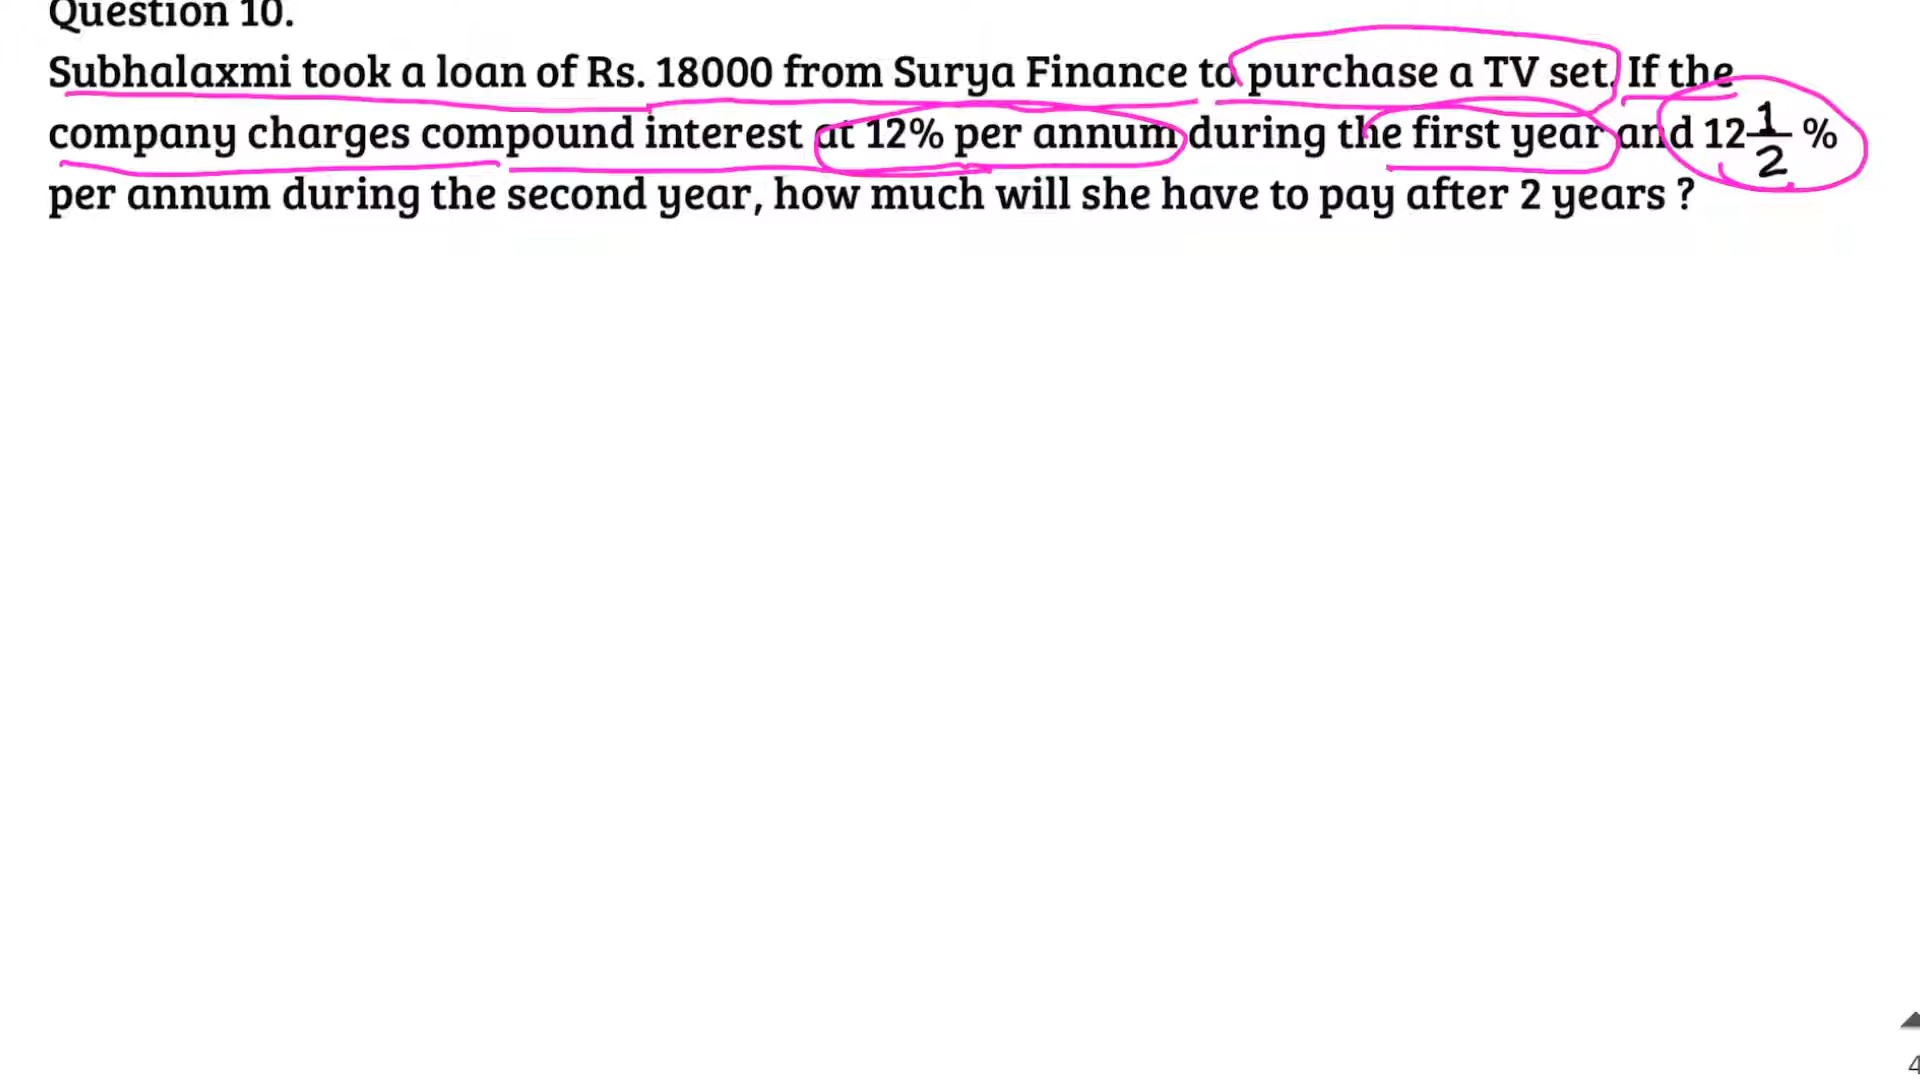 Question 10.
Subhalaxmi took a loan of Rs. 18000 from Surya Finance to purchase a TV set. If the
company charges compound interest at 12% per annum during the first year and 12 1/2 %
per annum during the second year, how much will she have to pay after 2 years ?
4